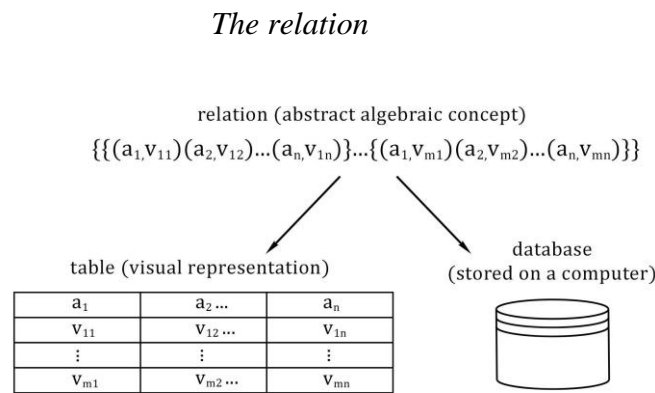 The relation
relation (abstract algebraic concept)
{{(a₁,v₁₁)(a₂,v₁₂)...(aₙ,v₁ₙ)}...{(a₁,vₘ₁)(a₂,vₘ₂)...(aₙ,vₘₙ)}}
database
(stored on a computer)
table (visual representation)
a₁ a₂... aₙ
v₁₁ v₁₂... v₁ₙ
⋮ ⋮ ⋮
vₘ₁ vₘ₂... vₘₙ